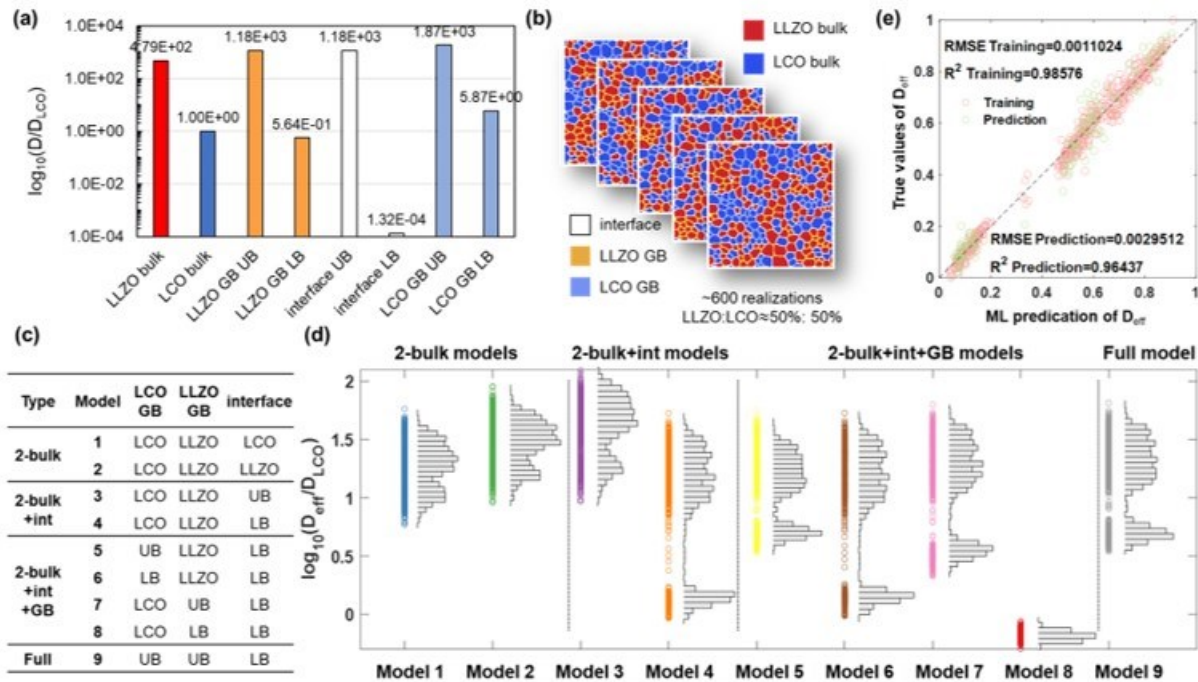 (a)
1.0E+04
1.0E+02
1.0E+00
1.0E-02
1.0E-04
log₁₀(D/D_LCO)
4.79E+02
1.00E+00
1.18E+03
5.64E-01
1.18E+03
1.32E-04
1.87E+03
5.87E+00
LLZO bulk
LCO bulk
LLZO GB UB
LLZO GB LB
interface UB
interface LB
LCO GB UB
LCO GB LB
(b)
LLZO bulk
LCO bulk
interface
LLZO GB
LCO GB
~600 realizations
LLZO:LCO≈50%: 50%
(e)
1
0.8
0.6
0.4
0.2
0
True values of D_eff
RMSE Training=0.0011024
R² Training=0.98576
Training
Prediction
RMSE Prediction=0.0029512
R² Prediction=0.96437
0 0.2 0.4 0.6 0.8 1
ML predication of D_eff
(c)
Type Model LCO GB LLZO GB interface
2-bulk 1 LCO LLZO LCO
2 LCO LLZO LLZO
2-bulk +int 3 LCO LLZO UB
4 LCO LLZO LB
2-bulk +int +GB 5 UB LLZO LB
6 LB LLZO LB
7 LCO UB LB
8 LCO LB LB
Full 9 UB UB LB
(d)
2-bulk models 2-bulk+int models 2-bulk+int+GB models Full model
2
1.5
1
0.5
0
log₁₀(D_eff/D_LCO)
Model 1 Model 2 Model 3 Model 4 Model 5 Model 6 Model 7 Model 8 Model 9